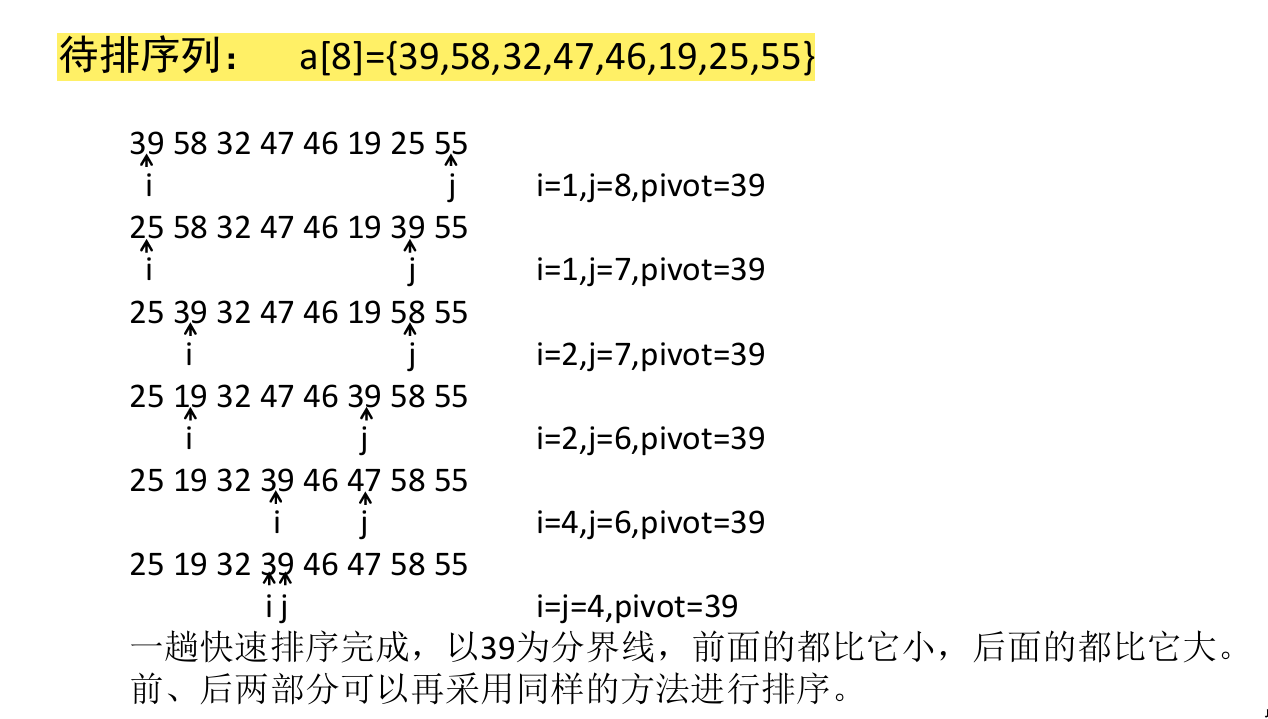 待排序列： a[8]={39,58,32,47,46,19,25,55}
39 58 32 47 46 19 25 55
i j i=1,j=8,pivot=39
25 58 32 47 46 19 39 55
i j i=1,j=7,pivot=39
25 39 32 47 46 19 58 55
i j i=2,j=7,pivot=39
25 19 32 47 46 39 58 55
i j i=2,j=6,pivot=39
25 19 32 39 46 47 58 55
i j i=4,j=6,pivot=39
25 19 32 39 46 47 58 55
i j i=j=4,pivot=39
一趟快速排序完成，以39为分界线，前面的都比它小，后面的都比它大。
前、后两部分可以再采用同样的方法进行排序。